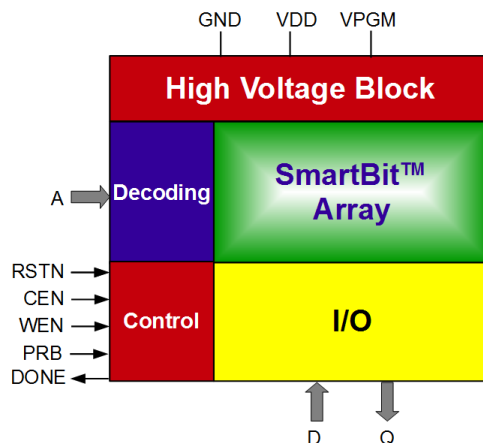 GND VDD VPGM
High Voltage Block
A
Decoding
SmartBit™
Array
RSTN
CEN
WEN
PRB
DONE
Control
I/O
D Q